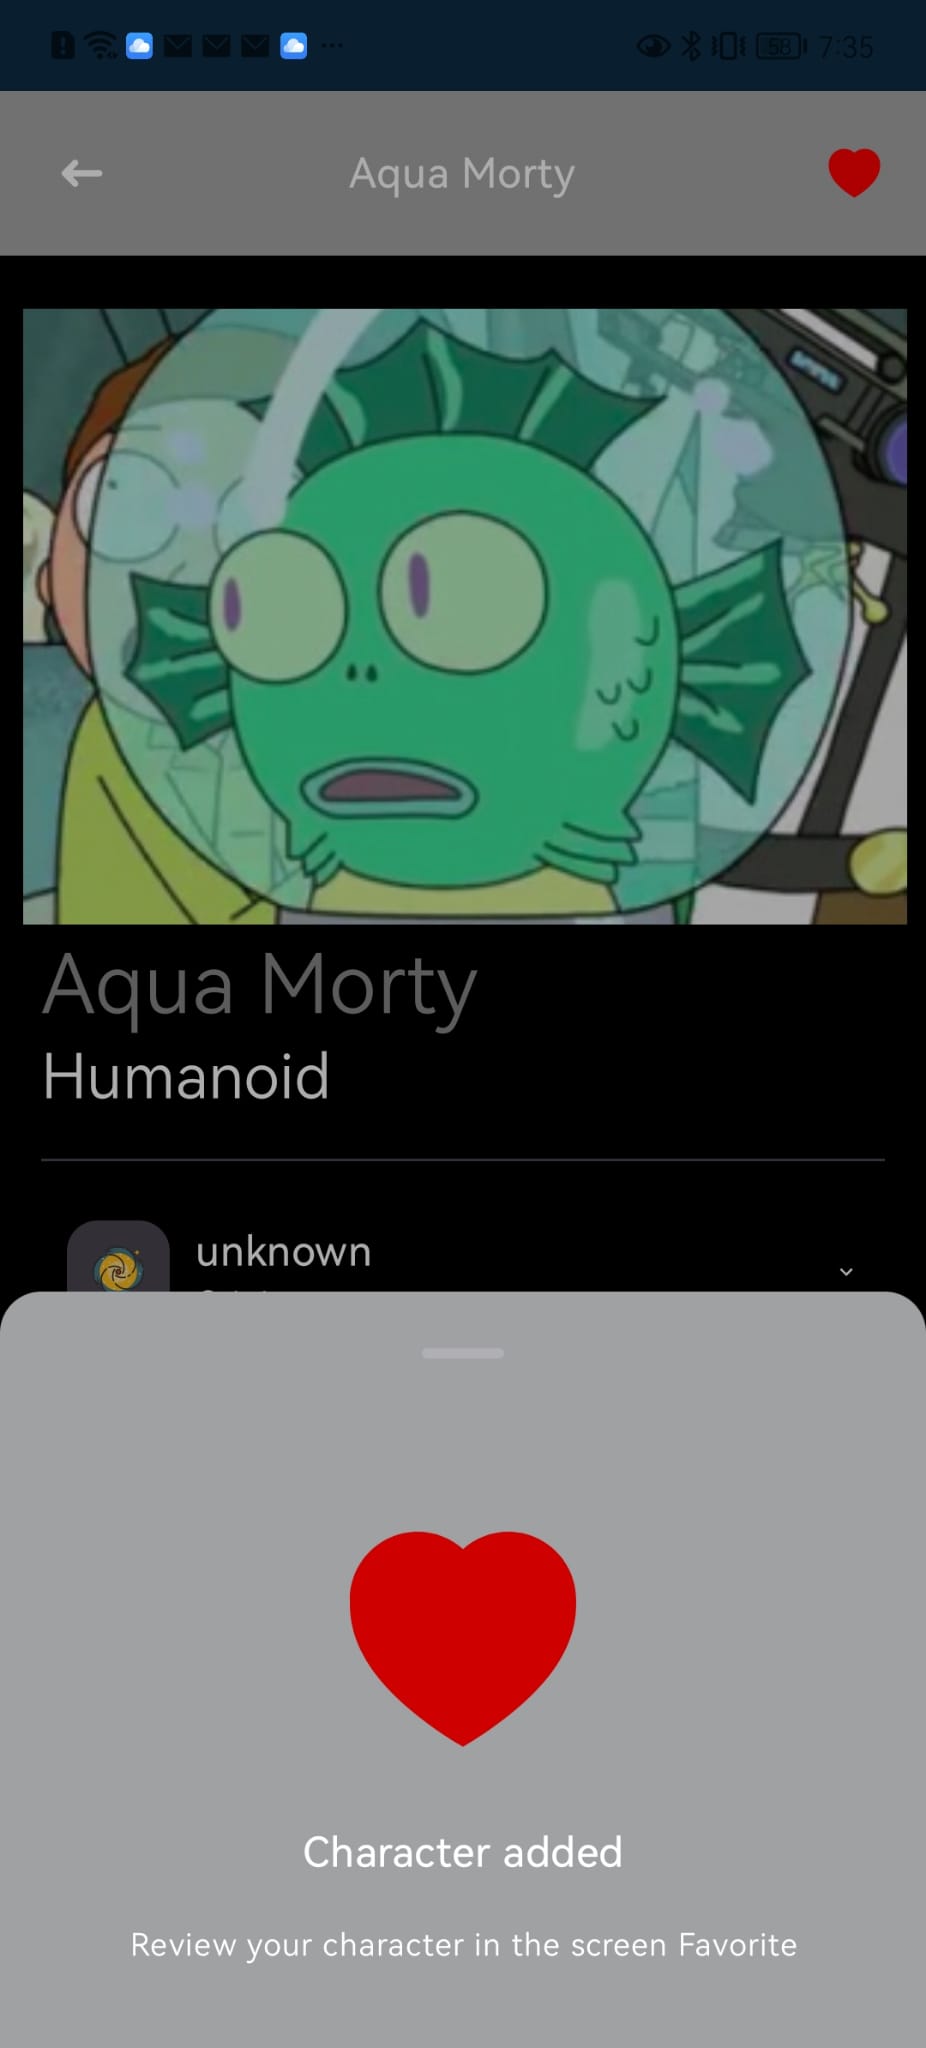 58 7:35
Aqua Morty
Aqua Morty
Humanoid
unknown
Character added
Review your character in the screen Favorite